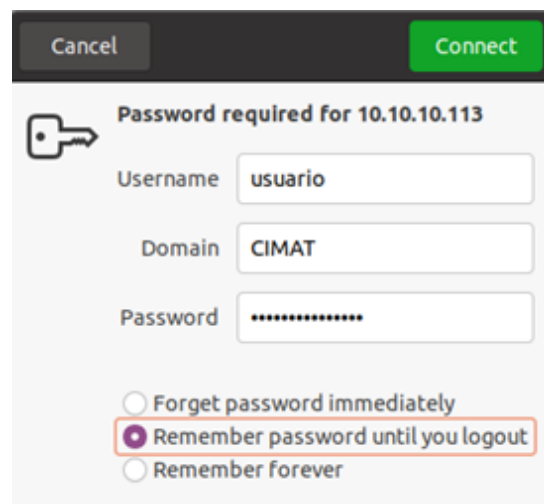 Cancel Connect
Password required for 10.10.10.113
Username usuario
Domain CIMAT
Password •••••••••••••••
Forget password immediately
Remember password until you logout
Remember forever